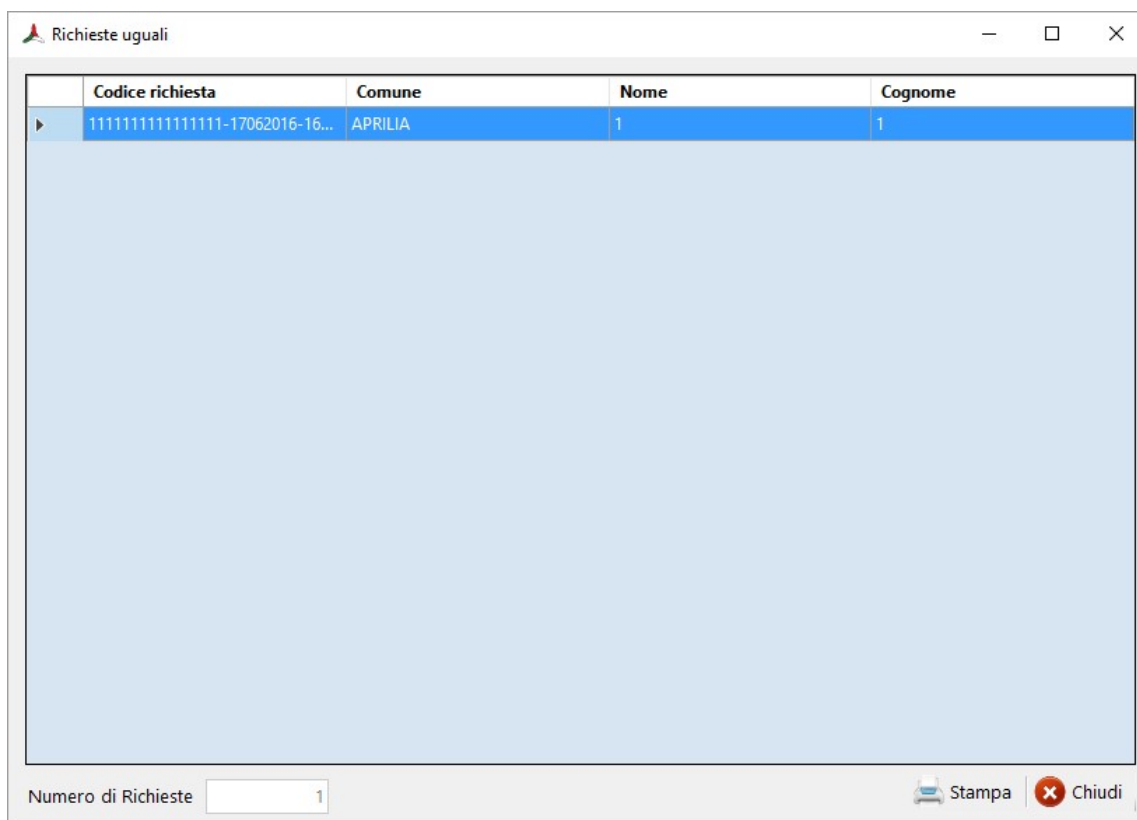 Richieste uguali
Codice richiesta Comune Nome Cognome
1111111111111111-17062016-16... APRILIA 1 1
Numero di Richieste 1 Stampa Chiudi